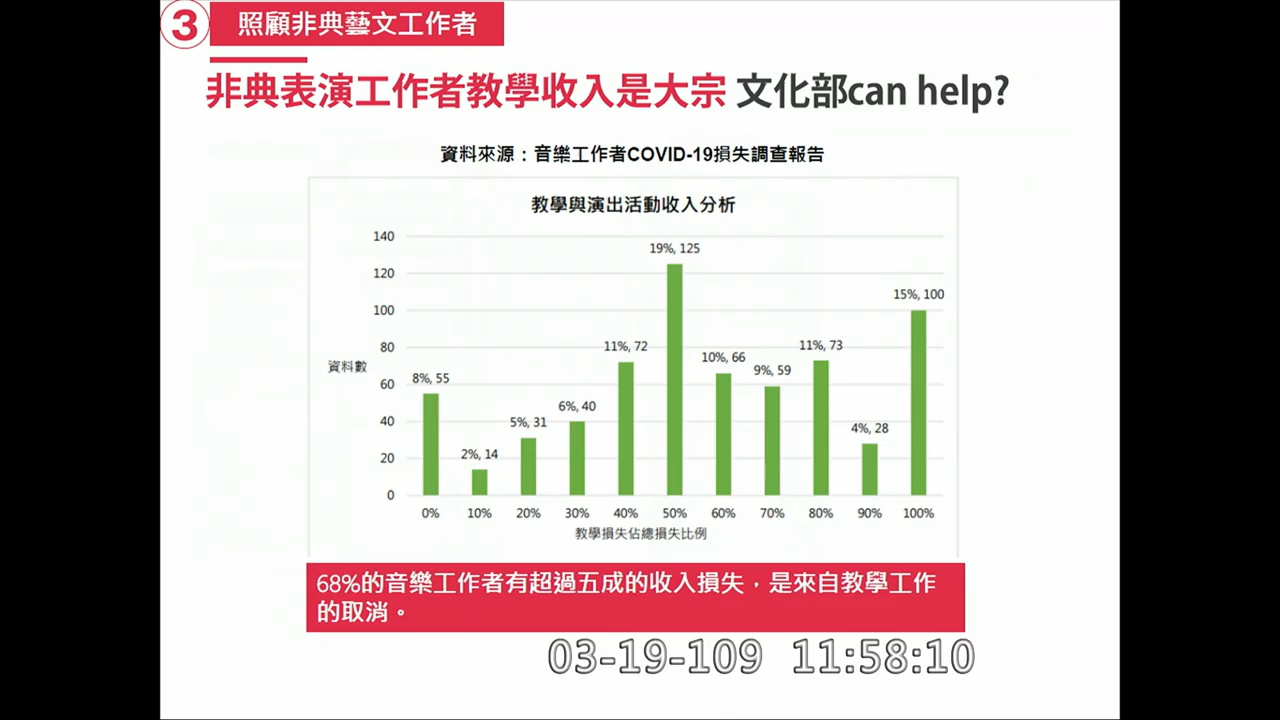 3 照顧非典藝文工作者
非典表演工作者教學收入是大宗 文化部can help?
資料來源：音樂工作者COVID-19損失調查報告
教學與演出活動收入分析
140
120
100
80
60
40
20
0
資料數
8%, 55
2%, 14
5%, 31
6%, 40
11%, 72
19%, 125
10%, 66
9%, 59
11%, 73
4%, 28
15%, 100
0% 10% 20% 30% 40% 50% 60% 70% 80% 90% 100%
教學損失佔總損失比例
68%的音樂工作者有超過五成的收入損失，是來自教學工作
的取消。
03-19-109 11:58:10